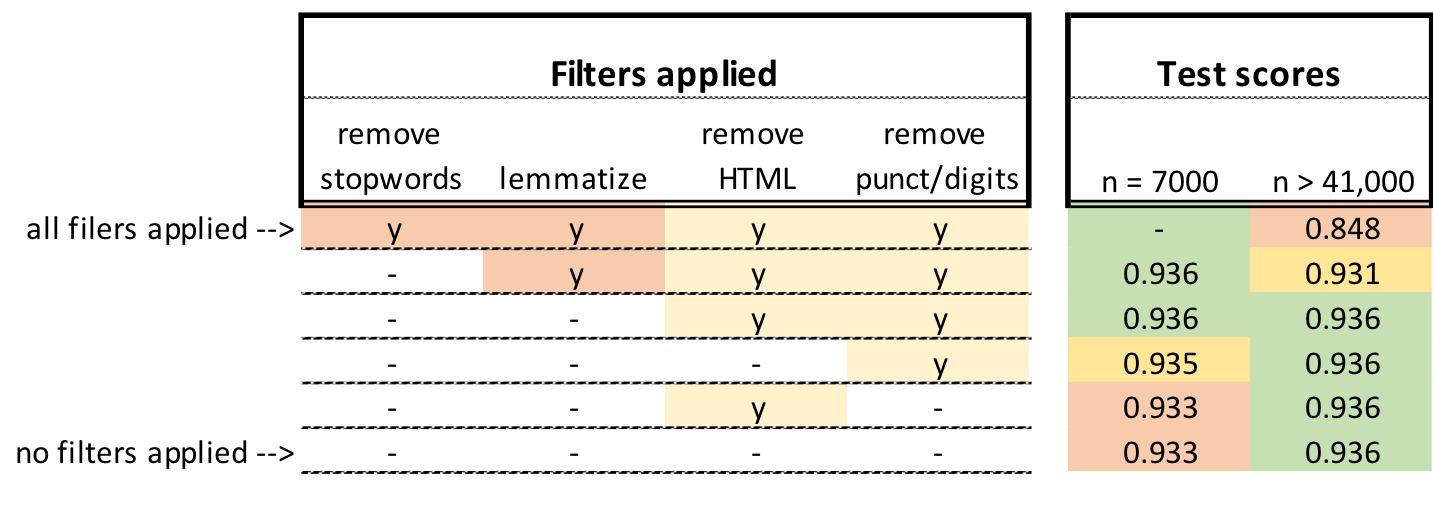 Filters applied Test scores
remove remove remove
stopwords lemmatize HTML punct/digits n = 7000 n > 41,000
all filers applied --> y y y y - 0.848
- y y y 0.936 0.931
- - y y 0.936 0.936
- - - y 0.935 0.936
- - y - 0.933 0.936
no filters applied --> - - - - 0.933 0.936